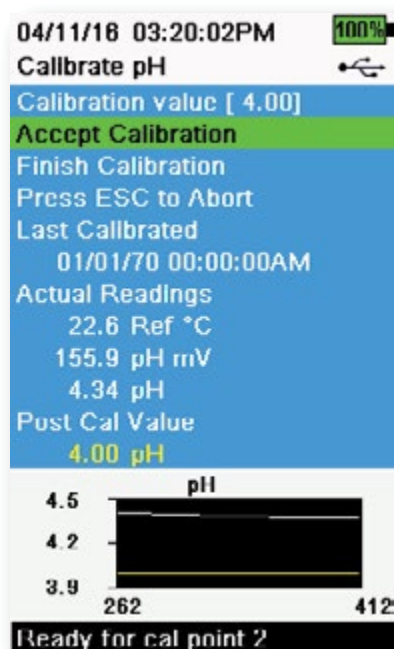 04/11/16 03:20:02PM 100%
Calibrate pH
Calibration value [ 4.00]
Accept Calibration
Finish Calibration
Press ESC to Abort
Last Calibrated
01/01/70 00:00:00AM
Actual Readings
22.6 Ref °C
155.9 pH mV
4.34 pH
Post Cal Value
4.00 pH
pH
4.5
4.2
3.9
262
Ready for cal point 2